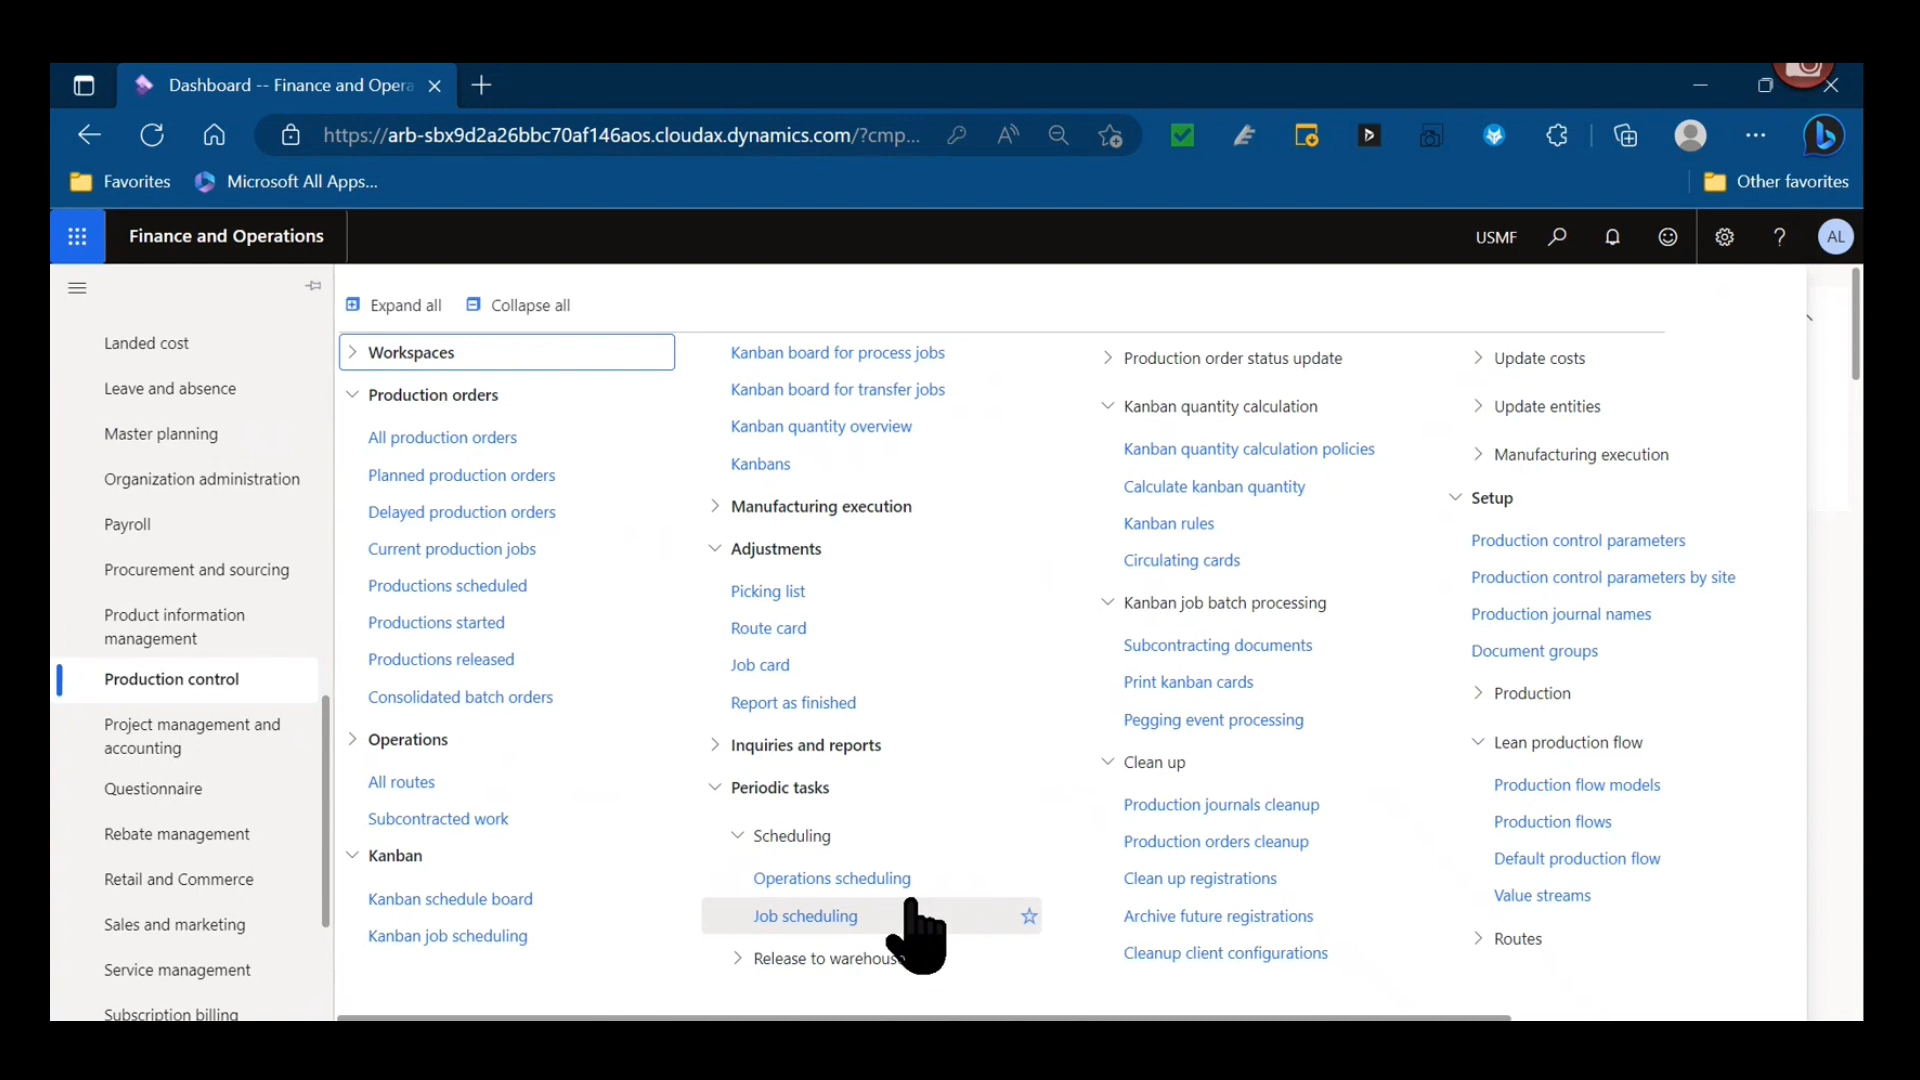 Dashboard -- Finance and Opera
https://arb-sbx9d2a26bbc70af146aos.cloudax.dynamics.com/?cmp...
Favorites
Microsoft All Apps...
Other favorites
Finance and Operations
USMF
AL
Landed cost
Leave and absence
Master planning
Organization administration
Payroll
Procurement and sourcing
Product information
management
Production control
Project management and
accounting
Questionnaire
Rebate management
Retail and Commerce
Sales and marketing
Service management
Subscription billing
Expand all
Collapse all
Workspaces
Production orders
All production orders
Planned production orders
Delayed production orders
Current production jobs
Productions scheduled
Productions started
Productions released
Consolidated batch orders
Operations
All routes
Subcontracted work
Kanban
Kanban schedule board
Kanban job scheduling
Kanban board for process jobs
Kanban board for transfer jobs
Kanban quantity overview
Kanbans
Manufacturing execution
Adjustments
Picking list
Route card
Job card
Report as finished
Inquiries and reports
Periodic tasks
Scheduling
Operations scheduling
Job scheduling
Release to warehouse
Production order status update
Kanban quantity calculation
Kanban quantity calculation policies
Calculate kanban quantity
Kanban rules
Circulating cards
Kanban job batch processing
Subcontracting documents
Print kanban cards
Pegging event processing
Clean up
Production journals cleanup
Production orders cleanup
Clean up registrations
Archive future registrations
Cleanup client configurations
Update costs
Update entities
Manufacturing execution
Setup
Production control parameters
Production control parameters by site
Production journal names
Document groups
Production
Lean production flow
Production flow models
Production flows
Default production flow
Value streams
Routes